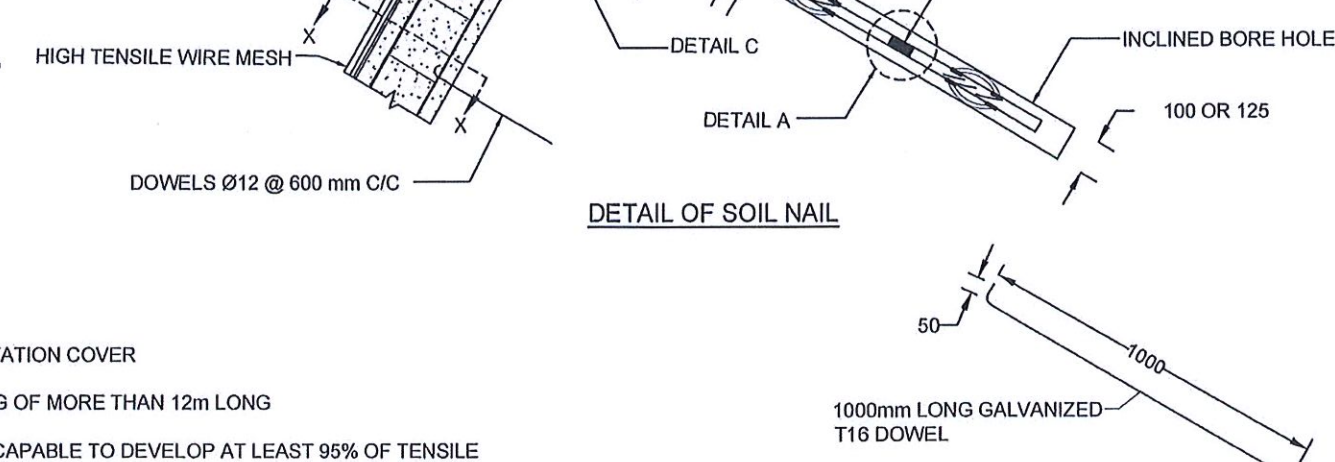 X
HIGH TENSILE WIRE MESH
X
DOWELS Ø12 @ 600 mm C/C
DETAIL C
DETAIL A
INCLINED BORE HOLE
100 OR 125
DETAIL OF SOIL NAIL
50
1000
1000mm LONG GALVANIZED
T16 DOWEL
COVER
OF MORE THAN 12m LONG
CAPABLE TO DEVELOP AT LEAST 95% OF TENSILE